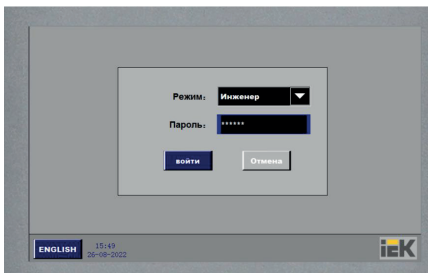 Режим: Инженер
Пароль: ******
войти Отмена
ENGLISH 15:49
26-08-2022
iEK